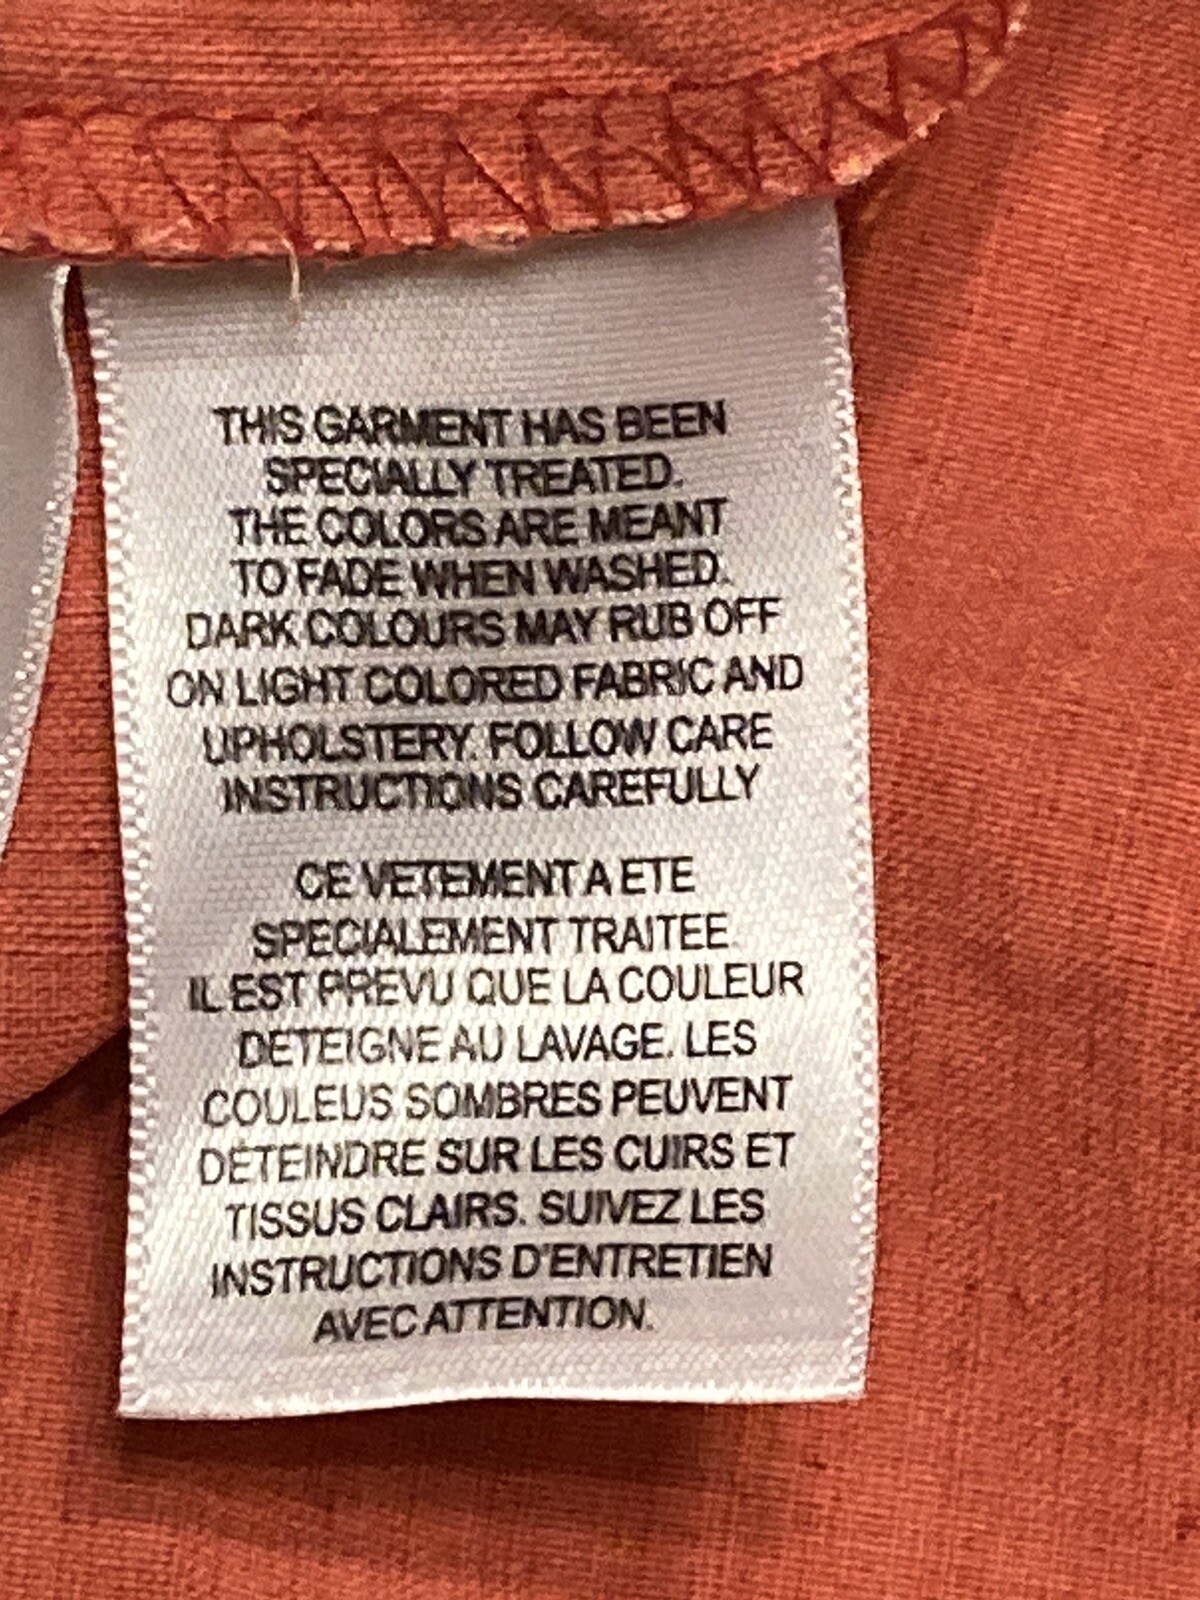 THIS GARMENT HAS BEEN
SPECIALLY TREATED.
THE COLORS ARE MEANT
TO FADE WHEN WASHED.
DARK COLOURS MAY RUB OFF
ON LIGHT COLORED FABRIC AND
UPHOLSTERY. FOLLOW CARE
INSTRUCTIONS CAREFULLY
CE VETEMENT A ETE
SPECIALEMENT TRAITEE.
IL EST PREVU QUE LA COULEUR
DETEIGNE AU LAVAGE. LES
COULEUS SOMBRES PEUVENT
DÉTEINDRE SUR LES CUIRS ET
TISSUS CLAIRS. SUIVEZ LES
INSTRUCTIONS D'ENTRETIEN
AVEC ATTENTION.